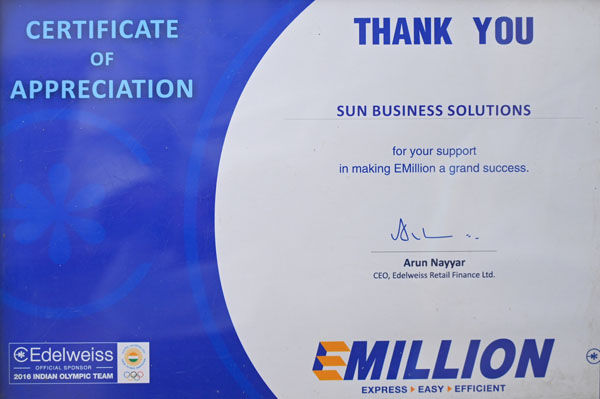 CERTIFICATE
OF
APPRECIATION
THANK YOU
SUN BUSINESS SOLUTIONS
for your support
in making EMillion a grand success.
Arun Nayyar
CEO, Edelweiss Retail Finance Ltd.
Edelweiss
OFFICIAL SPONSOR
2016 INDIAN OLYMPIC TEAM
EMILLION
EXPRESS EASY EFFICIENT